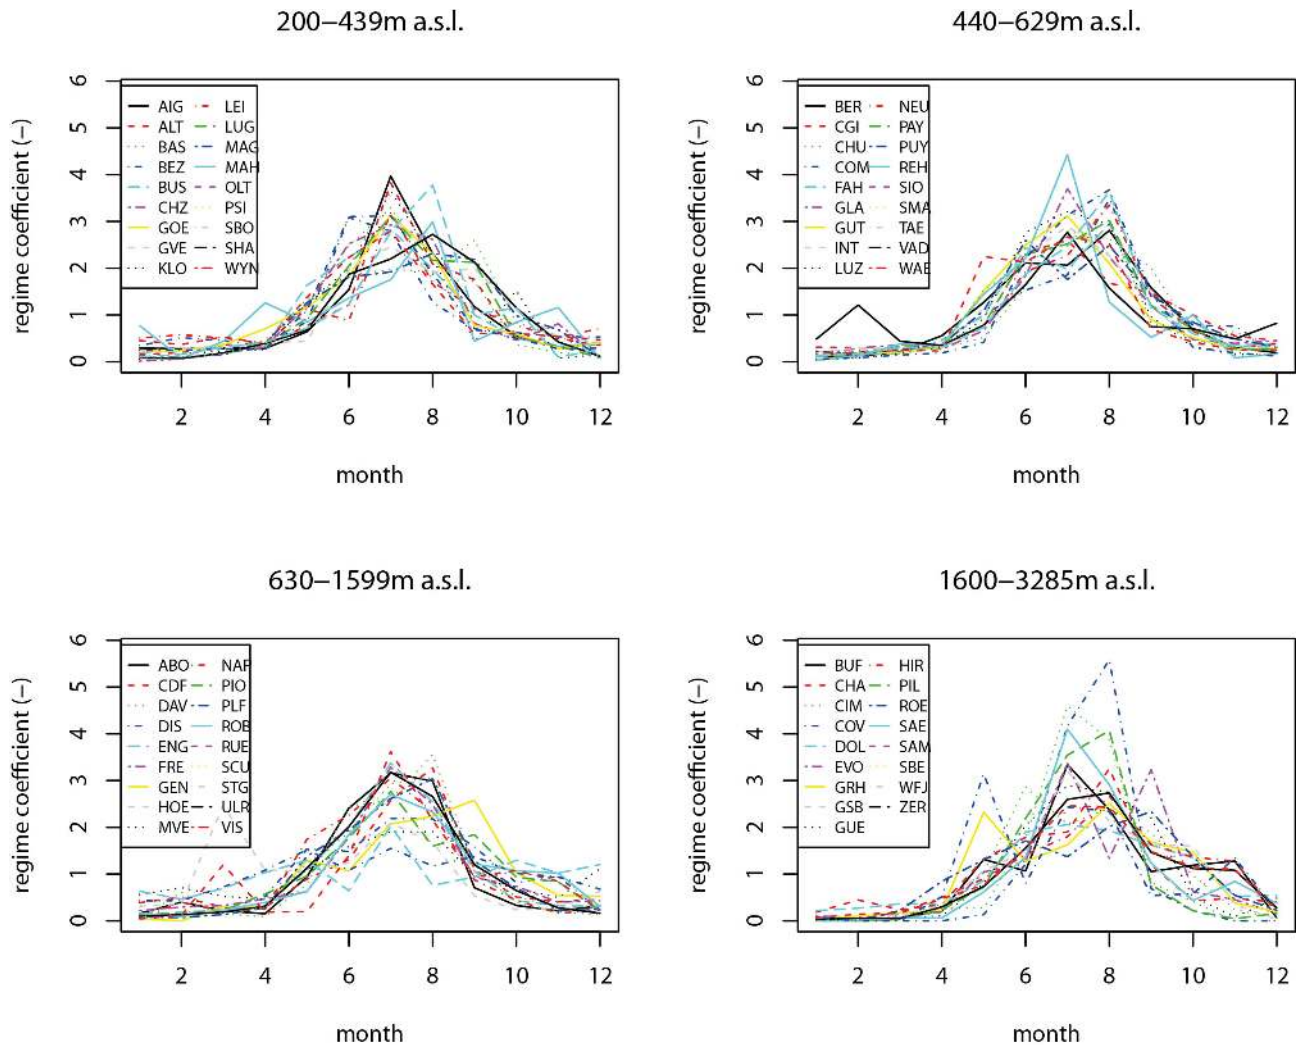 200–439m a.s.l.
regime coefficient (–)
6
5
4
3
2
1
0
AIG LEI
ALT LUG
BAS MAG
BEZ MAH
BUS OLT
CHZ PSI
GOE SBO
GVE SHA
KLO WYN
2 4 6 8 10 12
month
440–629m a.s.l.
regime coefficient (–)
6
5
4
3
2
1
0
BER NEU
CGI PAY
CHU PUY
COM REH
FAH SIO
GLA SMA
GUT TAE
INT VAD
LUZ WAE
2 4 6 8 10 12
month
630–1599m a.s.l.
regime coefficient (–)
6
5
4
3
2
1
0
ABO NAP
CDF PIO
DAV PLF
DIS ROB
ENG RUE
FRE SCU
GEN STG
HOE ULR
MVE VIS
2 4 6 8 10 12
month
1600–3285m a.s.l.
regime coefficient (–)
6
5
4
3
2
1
0
BUF HIR
CHA PIL
CIM ROE
COV SAE
DOL SAM
EVO SBE
GRH WFJ
GSB ZER
GUE
2 4 6 8 10 12
month